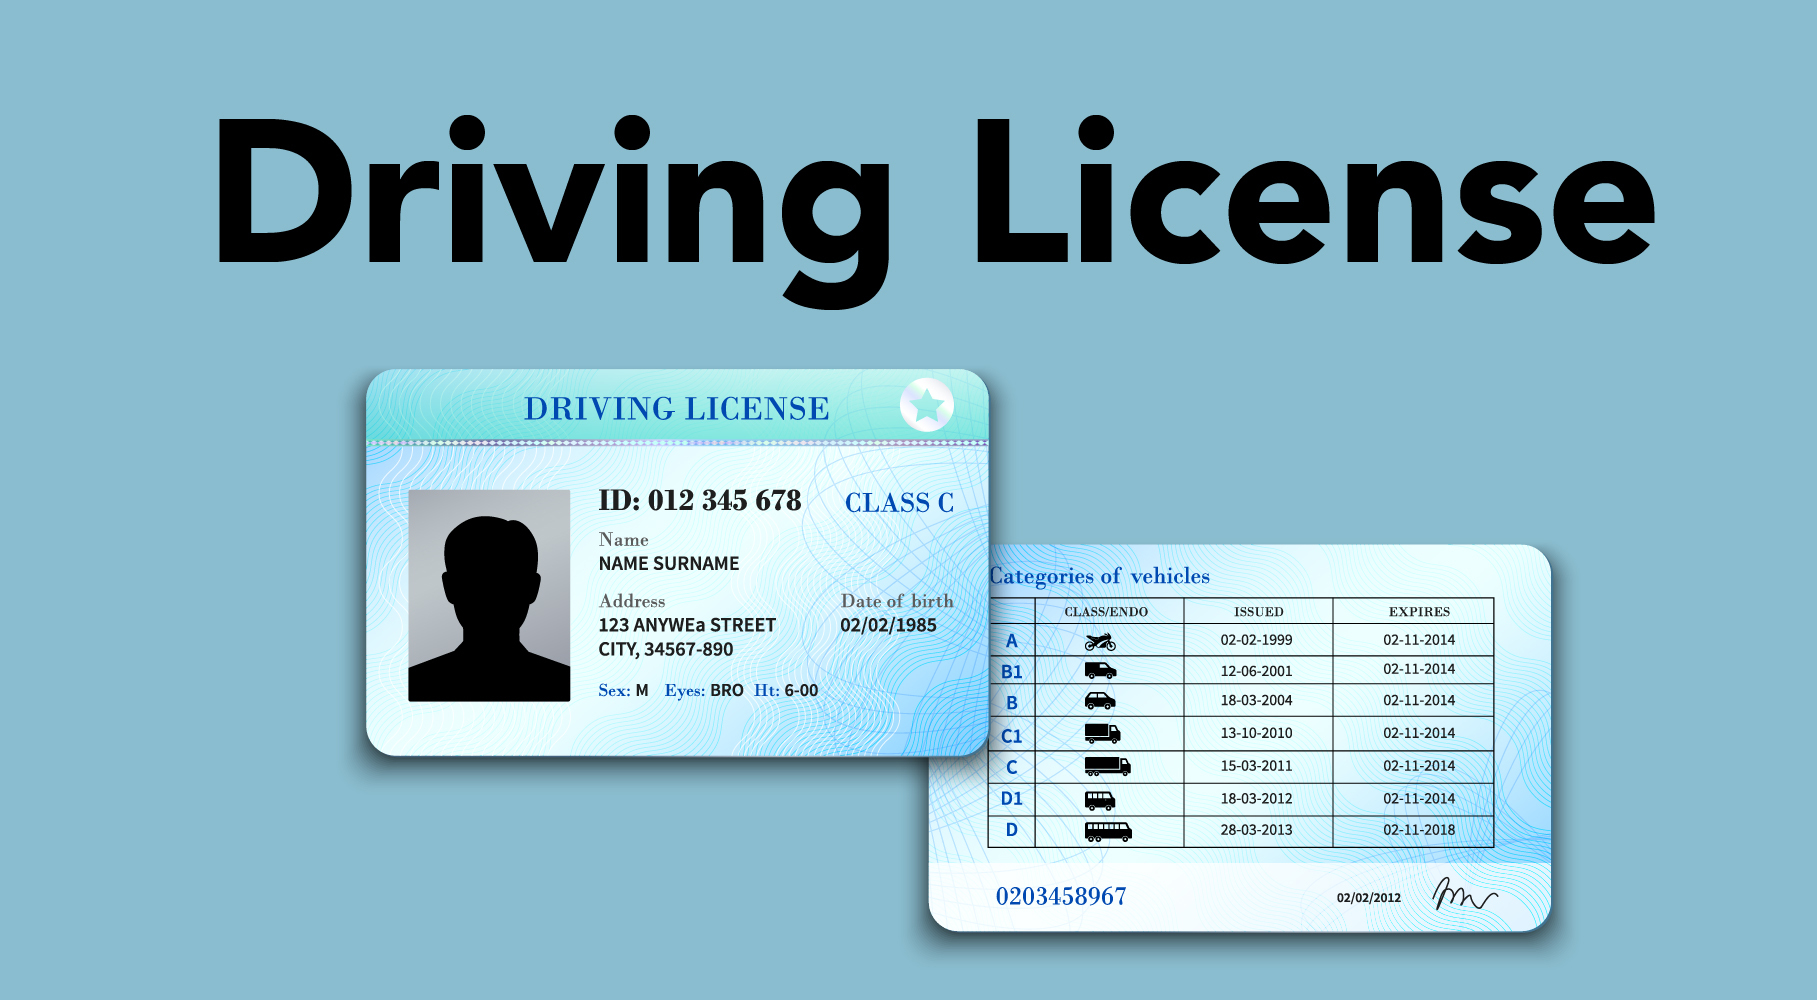 Driving License
DRIVING LICENSE
ID: 012 345 678
CLASS C
Name
NAME SURNAME
Address
Date of birth
123 ANYWEa STREET
02/02/1985
CITY, 34567-890
Sex: M Eyes: BRO Ht: 6-00
Categories of vehicles
CLASS/ENDO ISSUED EXPIRES
A 02-02-1999 02-11-2014
B1 12-06-2001 02-11-2014
B 18-03-2004 02-11-2014
C1 13-10-2010 02-11-2014
C 15-03-2011 02-11-2014
D1 18-03-2012 02-11-2014
D 28-03-2013 02-11-2018
0203458967
02/02/2012